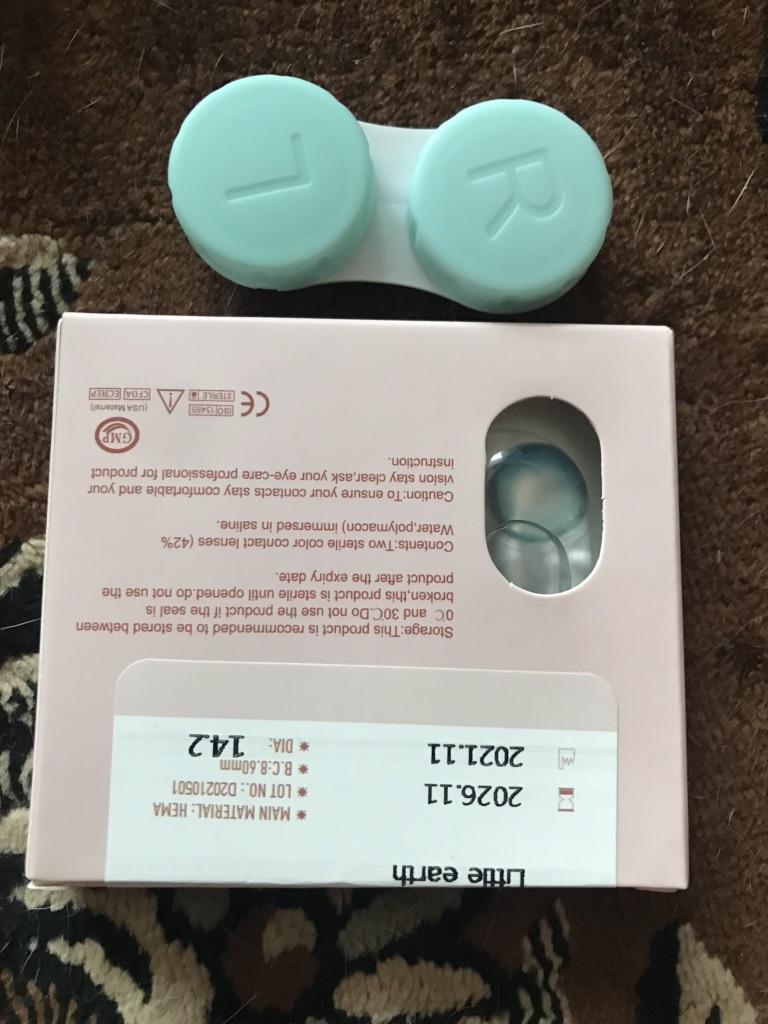 L
R
Little earth
✷ MAIN MATERIAL: HEMA
✷ LOT NO.: D20210501
✷ B.C:8.60mm
✷ DIA: 14.2
2026.11
2021.11
Storage:This product is recommended to be stored between
0℃ and 30℃.Do not use the product if the seal is
broken,this product is sterile until opened.do not use the
product after the expiry date.
Contents:Two sterile color contact lenses (42%
Water,polymacon) immersed in saline.
Caution:To ensure your contacts stay comfortable and your
vision stay clear,ask your eye-care professional for product
instruction.
GMP
CE ISO 13485 STERILE (USA Material) CFDA ECREP